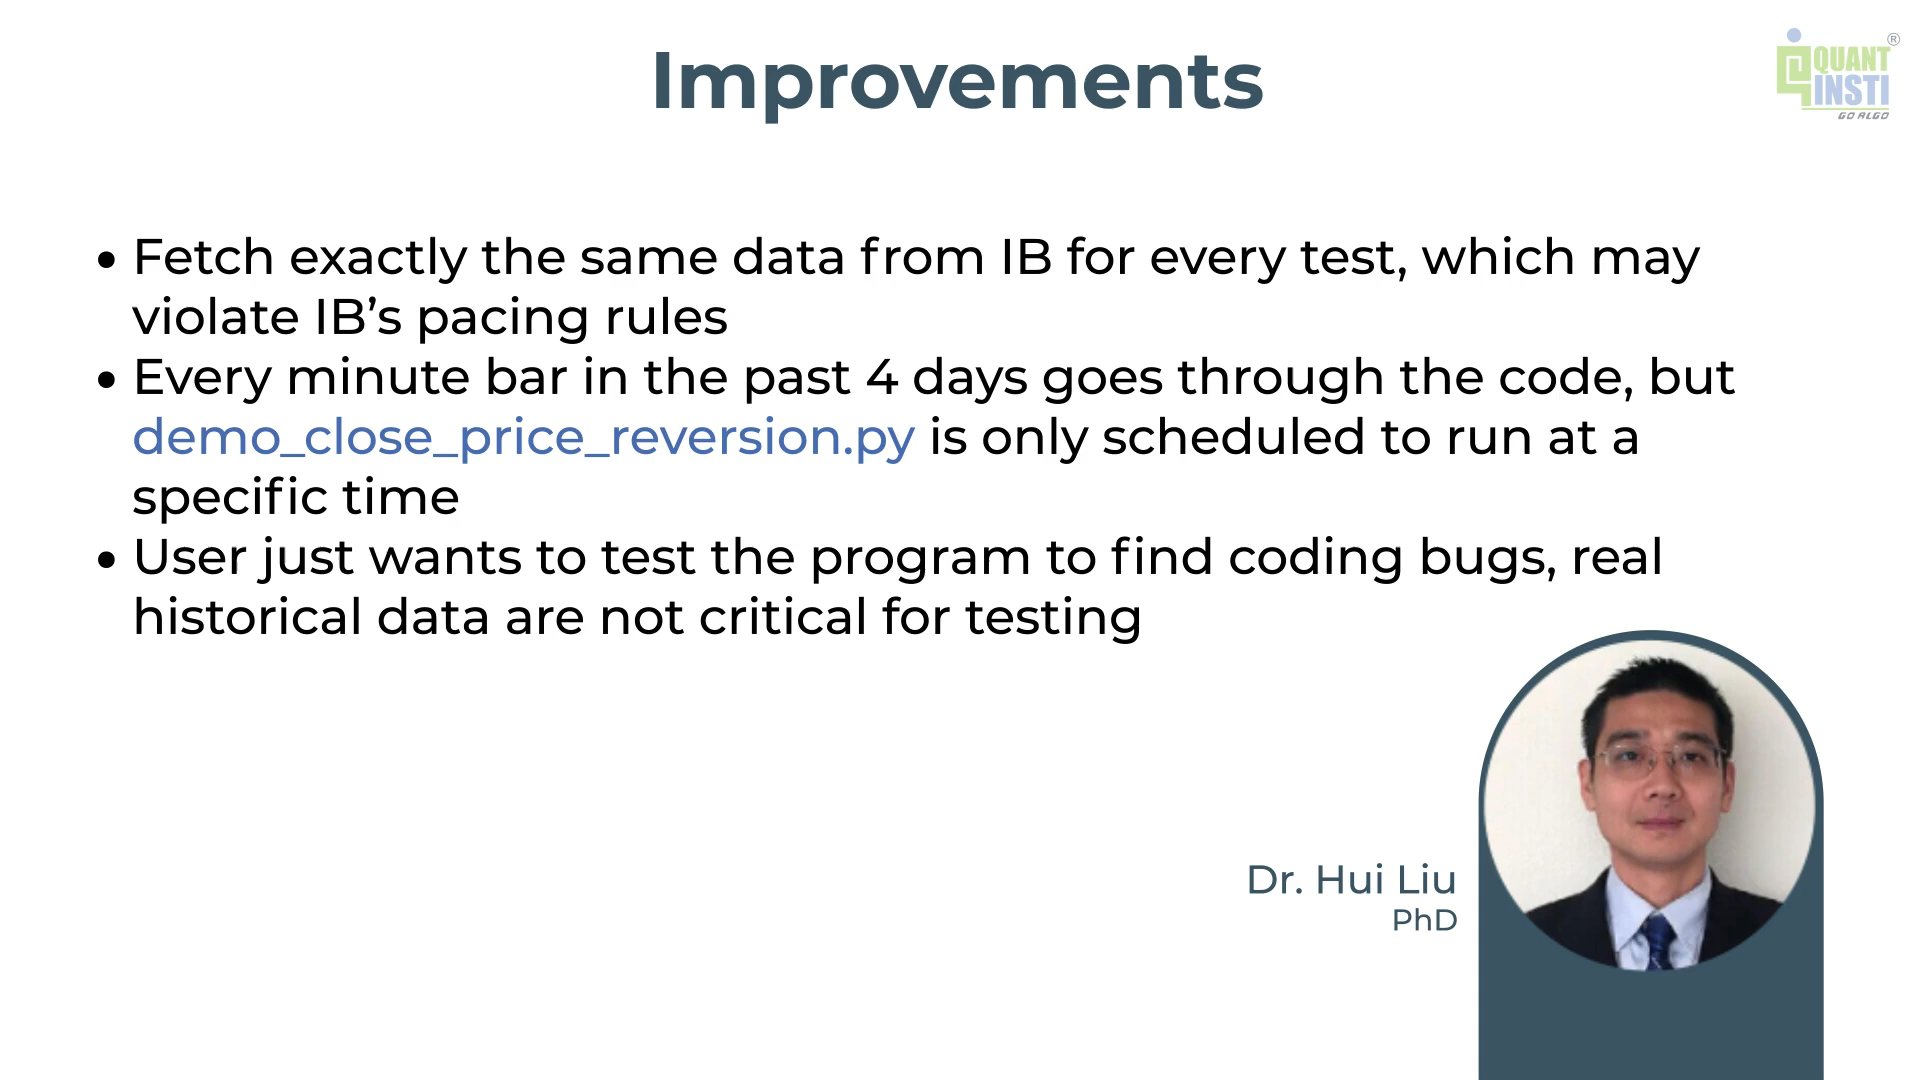 Improvements
QUANT
INSTI
®
GO ALGO
• Fetch exactly the same data from IB for every test, which may
violate IB’s pacing rules
• Every minute bar in the past 4 days goes through the code, but
demo_close_price_reversion.py is only scheduled to run at a
specific time
• User just wants to test the program to find coding bugs, real
historical data are not critical for testing
Dr. Hui Liu
PhD